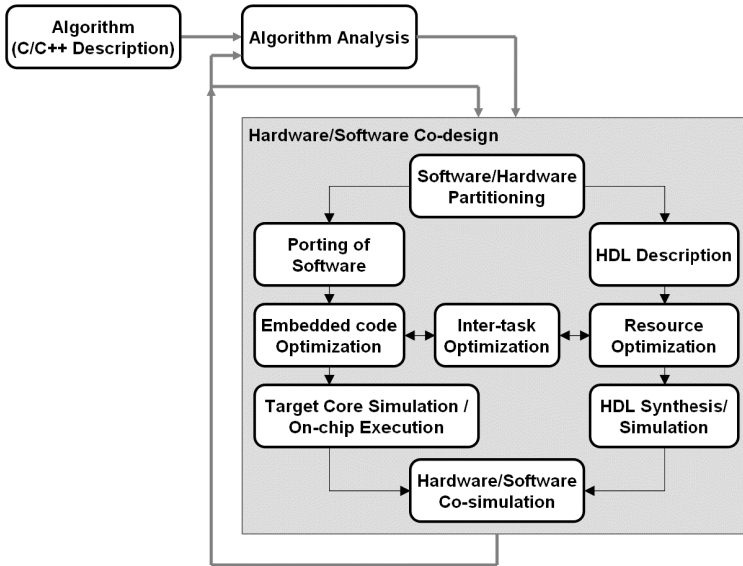 Algorithm
(C/C++ Description)
Algorithm Analysis
Hardware/Software Co-design
Software/Hardware
Partitioning
Porting of
Software
HDL Description
Embedded code
Optimization
Inter-task
Optimization
Resource
Optimization
Target Core Simulation /
On-chip Execution
HDL Synthesis/
Simulation
Hardware/Software
Co-simulation